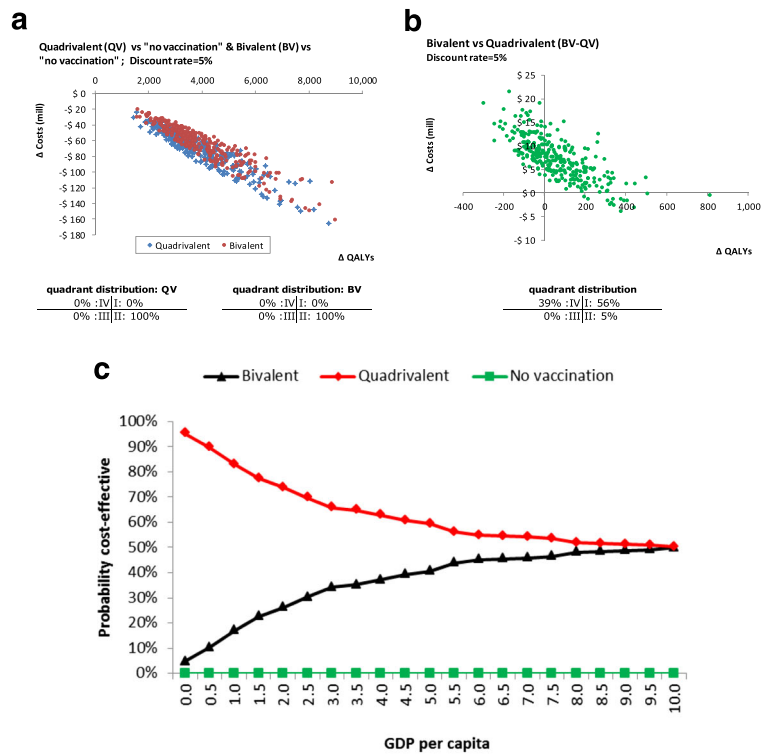 a
Quadrivalent (QV) vs "no vaccination" & Bivalent (BV) vs
"no vaccination" ; Discount rate=5%
0 2,000 4,000 6,000 8,000 10,000
Δ Costs (mill)
$ 0
-$ 20
-$ 40
-$ 60
-$ 80
-$ 100
-$ 120
-$ 140
-$ 160
-$ 180
Quadrivalent Bivalent
Δ QALYs
quadrant distribution: QV
0% :IV I: 0%
0% :III II: 100%
quadrant distribution: BV
0% :IV I: 0%
0% :III II: 100%
b
Bivalent vs Quadrivalent (BV-QV)
Discount rate=5%
Δ Costs (mill)
$ 25
$ 20
$ 15
$ 10
$ 5
$ 0
-$ 5
-$ 10
-400 -200 0 200 400 600 800 1,000
Δ QALYs
quadrant distribution
39% :IV I: 56%
0% :III II: 5%
c
Bivalent Quadrivalent No vaccination
Probability cost-effective
100%
90%
80%
70%
60%
50%
40%
30%
20%
10%
0%
0.0 0.5 1.0 1.5 2.0 2.5 3.0 3.5 4.0 4.5 5.0 5.5 6.0 6.5 7.0 7.5 8.0 8.5 9.0 9.5 10.0
GDP per capita